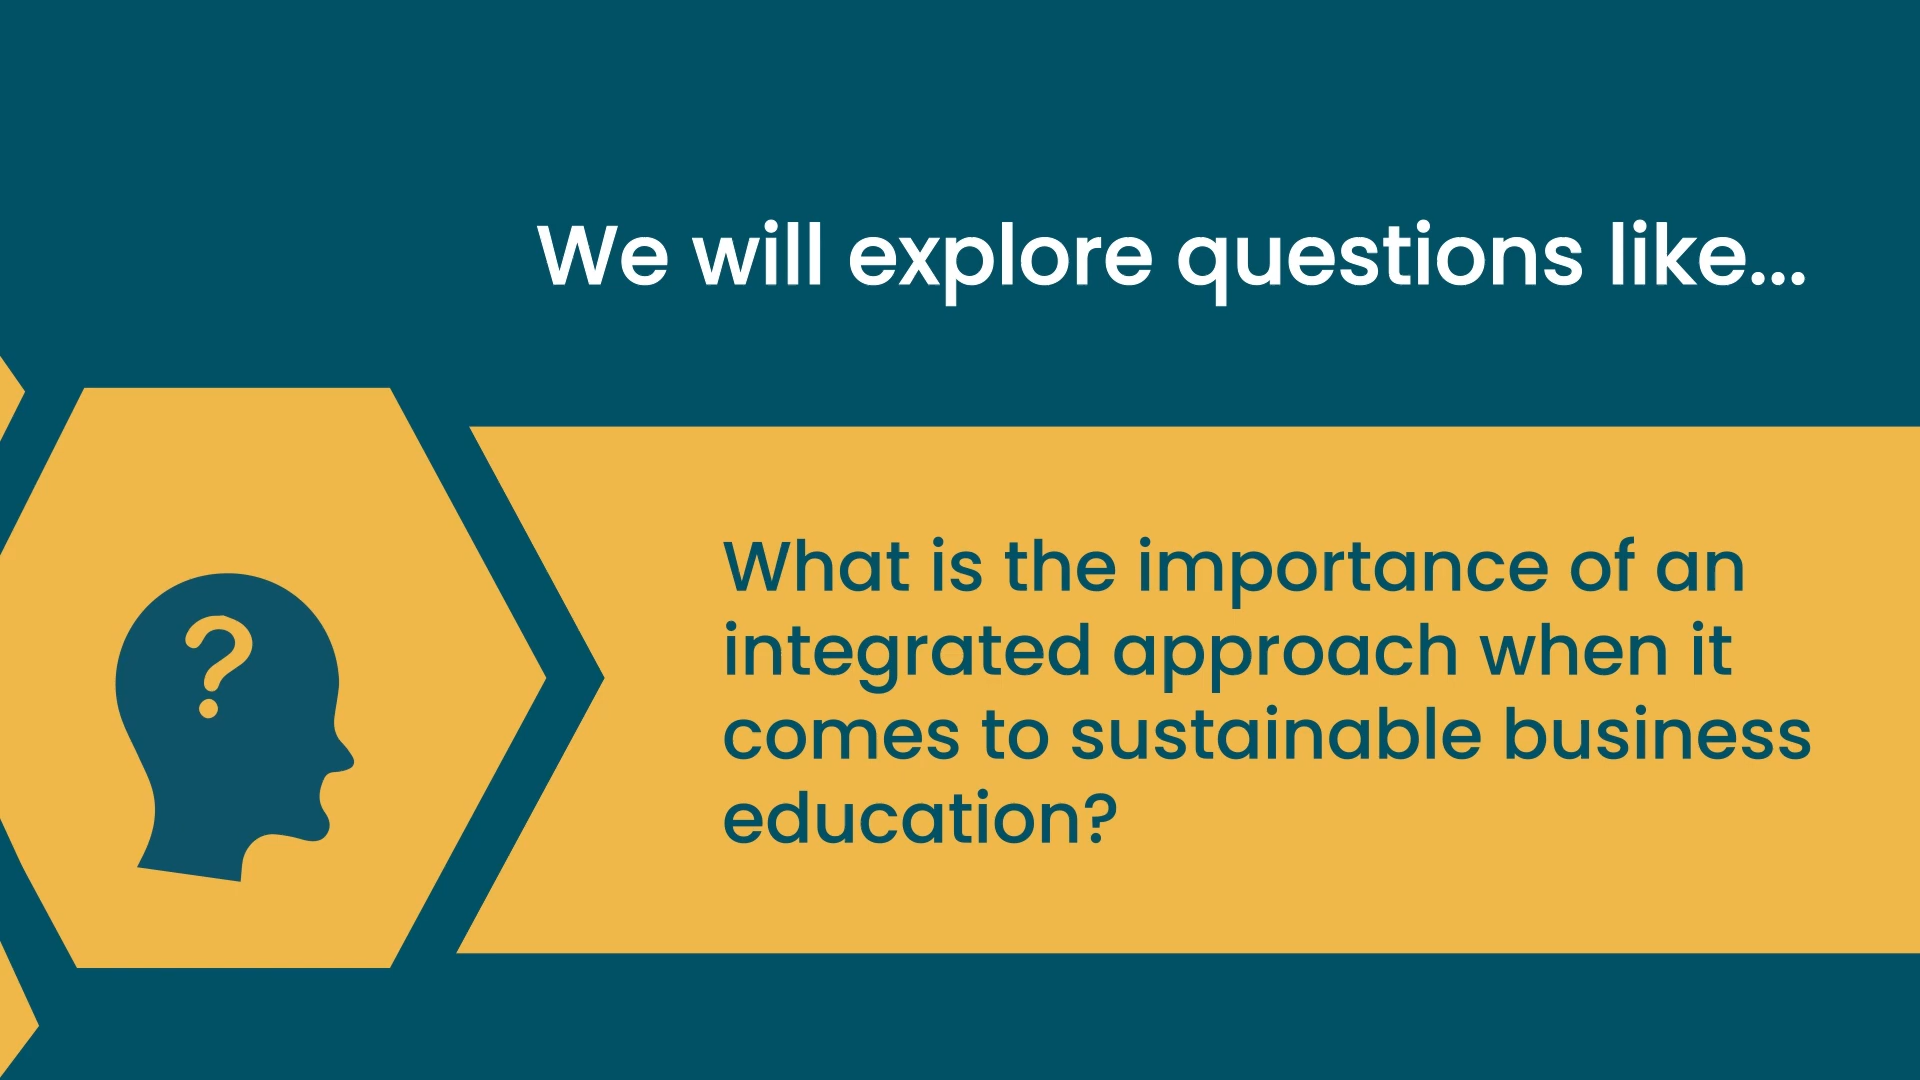 We will explore questions like...
What is the importance of an
integrated approach when it
comes to sustainable business
education?
?